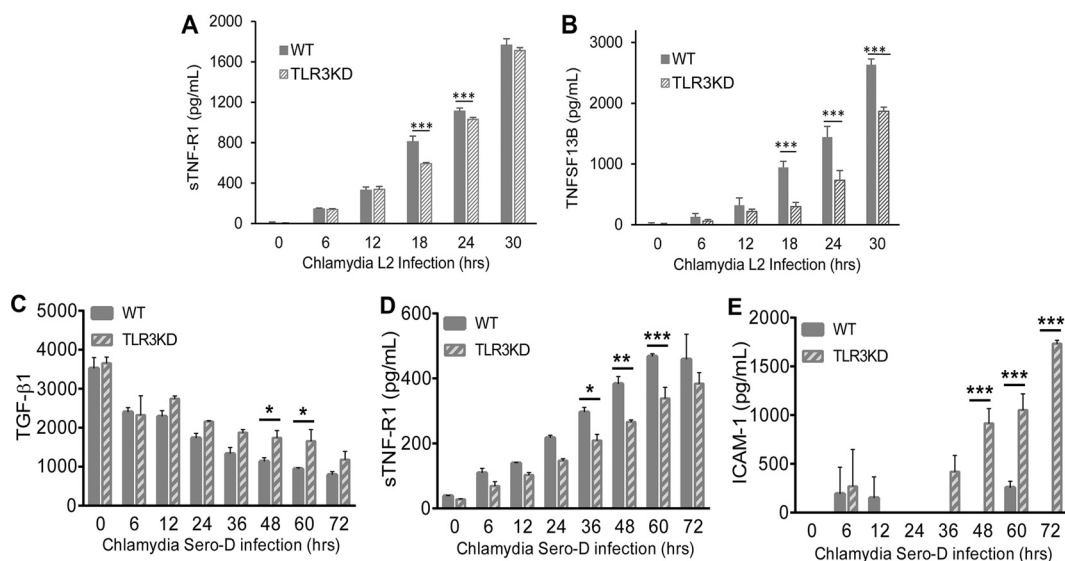 A
sTNF-R1 (pg/mL)
2000
1600
1200
800
400
0
WT
TLR3KD
***
***
0 6 12 18 24 30
Chlamydia L2 Infection (hrs)
B
TNFSF13B (pg/mL)
3000
2000
1000
0
WT
TLR3KD
***
***
***
0 6 12 18 24 30
Chlamydia L2 Infection (hrs)
C
TGF-β1
5000
4000
3000
2000
1000
0
WT
TLR3KD
* *
0 6 12 24 36 48 60 72
Chlamydia Sero-D infection (hrs)
D
sTNF-R1 (pg/mL)
600
400
200
0
WT
TLR3KD
*
**
***
0 6 12 24 36 48 60 72
Chlamydia Sero-D infection (hrs)
E
ICAM-1 (pg/mL)
2000
1500
1000
500
0
WT
TLR3KD
***
***
***
0 6 12 24 36 48 60 72
Chlamydia Sero-D infection (hrs)